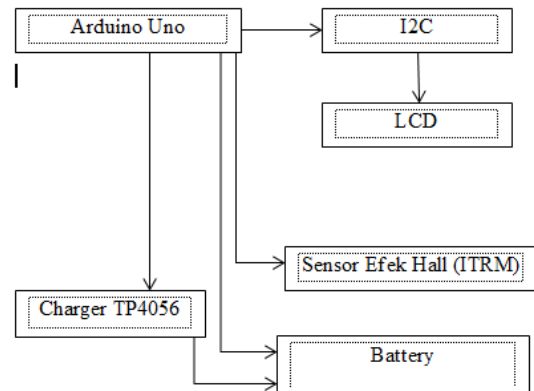 Arduino Uno
I2C
LCD
Sensor Efek Hall (ITRM)
Charger TP4056
Battery